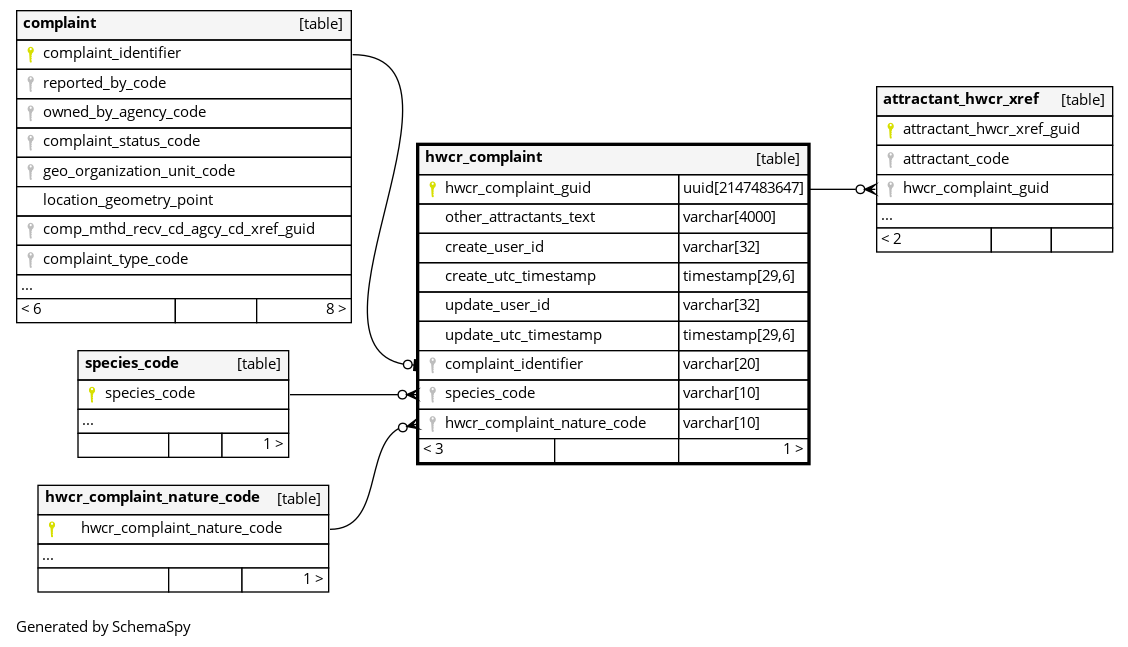 complaint [table]
complaint_identifier
reported_by_code
owned_by_agency_code
complaint_status_code
geo_organization_unit_code
location_geometry_point
comp_mthd_recv_cd_agcy_cd_xref_guid
complaint_type_code
...
< 6 8 >
species_code [table]
species_code
...
1 >
hwcr_complaint_nature_code [table]
hwcr_complaint_nature_code
...
1 >
hwcr_complaint [table]
hwcr_complaint_guid uuid[2147483647]
other_attractants_text varchar[4000]
create_user_id varchar[32]
create_utc_timestamp timestamp[29,6]
update_user_id varchar[32]
update_utc_timestamp timestamp[29,6]
complaint_identifier varchar[20]
species_code varchar[10]
hwcr_complaint_nature_code varchar[10]
< 3 1 >
attractant_hwcr_xref [table]
attractant_hwcr_xref_guid
attractant_code
hwcr_complaint_guid
...
< 2
Generated by SchemaSpy